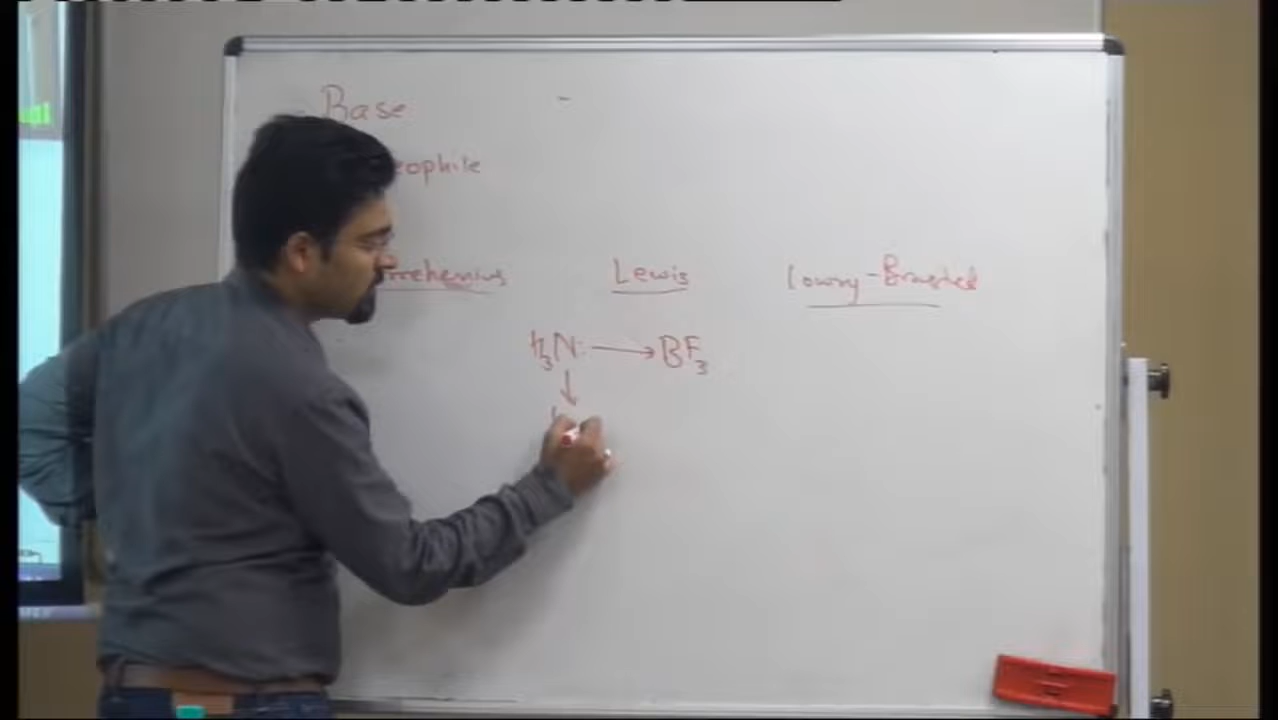 Base
eophile
rrhenius Lewis Lowry-Bronsted
H₃N: ⟶ BF₃
↓